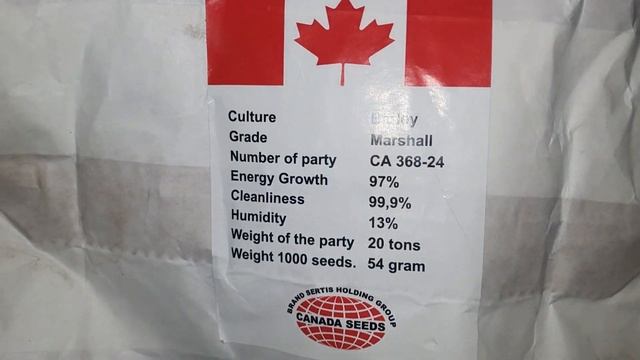 Culture Barley
Grade Marshall
Number of party CA 368-24
Energy Growth 97%
Cleanliness 99,9%
Humidity 13%
Weight of the party 20 tons
Weight 1000 seeds. 54 gram
BRAND SERTIS HOLDING GROUP
CANADA SEEDS